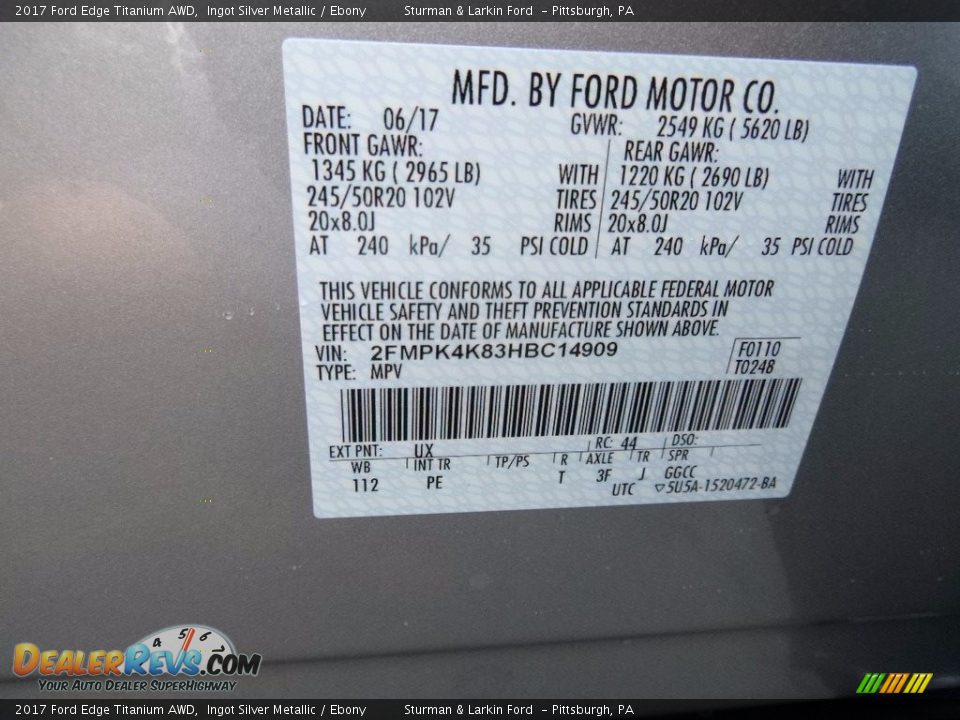 2017 Ford Edge Titanium AWD, Ingot Silver Metallic / Ebony Sturman & Larkin Ford - Pittsburgh, PA
MFD. BY FORD MOTOR CO.
DATE: 06/17 GVWR: 2549 KG ( 5620 LB)
FRONT GAWR: REAR GAWR:
1345 KG ( 2965 LB) WITH 1220 KG ( 2690 LB) WITH
245/50R20 102V TIRES 245/50R20 102V TIRES
20x8.0J RIMS 20x8.0J RIMS
AT 240 kPa/ 35 PSI COLD AT 240 kPa/ 35 PSI COLD
THIS VEHICLE CONFORMS TO ALL APPLICABLE FEDERAL MOTOR
VEHICLE SAFETY AND THEFT PREVENTION STANDARDS IN
EFFECT ON THE DATE OF MANUFACTURE SHOWN ABOVE.
VIN: 2FMPK4K83HBC14909 F0110
TYPE: MPV T0248
EXT PNT: UX RC: 44 DSO:
WB INT TR TP/PS R AXLE TR SPR
112 PE T 3F J GGCC
UTC ▽5U5A-1520472-BA
4 5 6
DEALERREVS.COM
YOUR AUTO DEALER SUPERHIGHWAY
2017 Ford Edge Titanium AWD, Ingot Silver Metallic / Ebony Sturman & Larkin Ford - Pittsburgh, PA